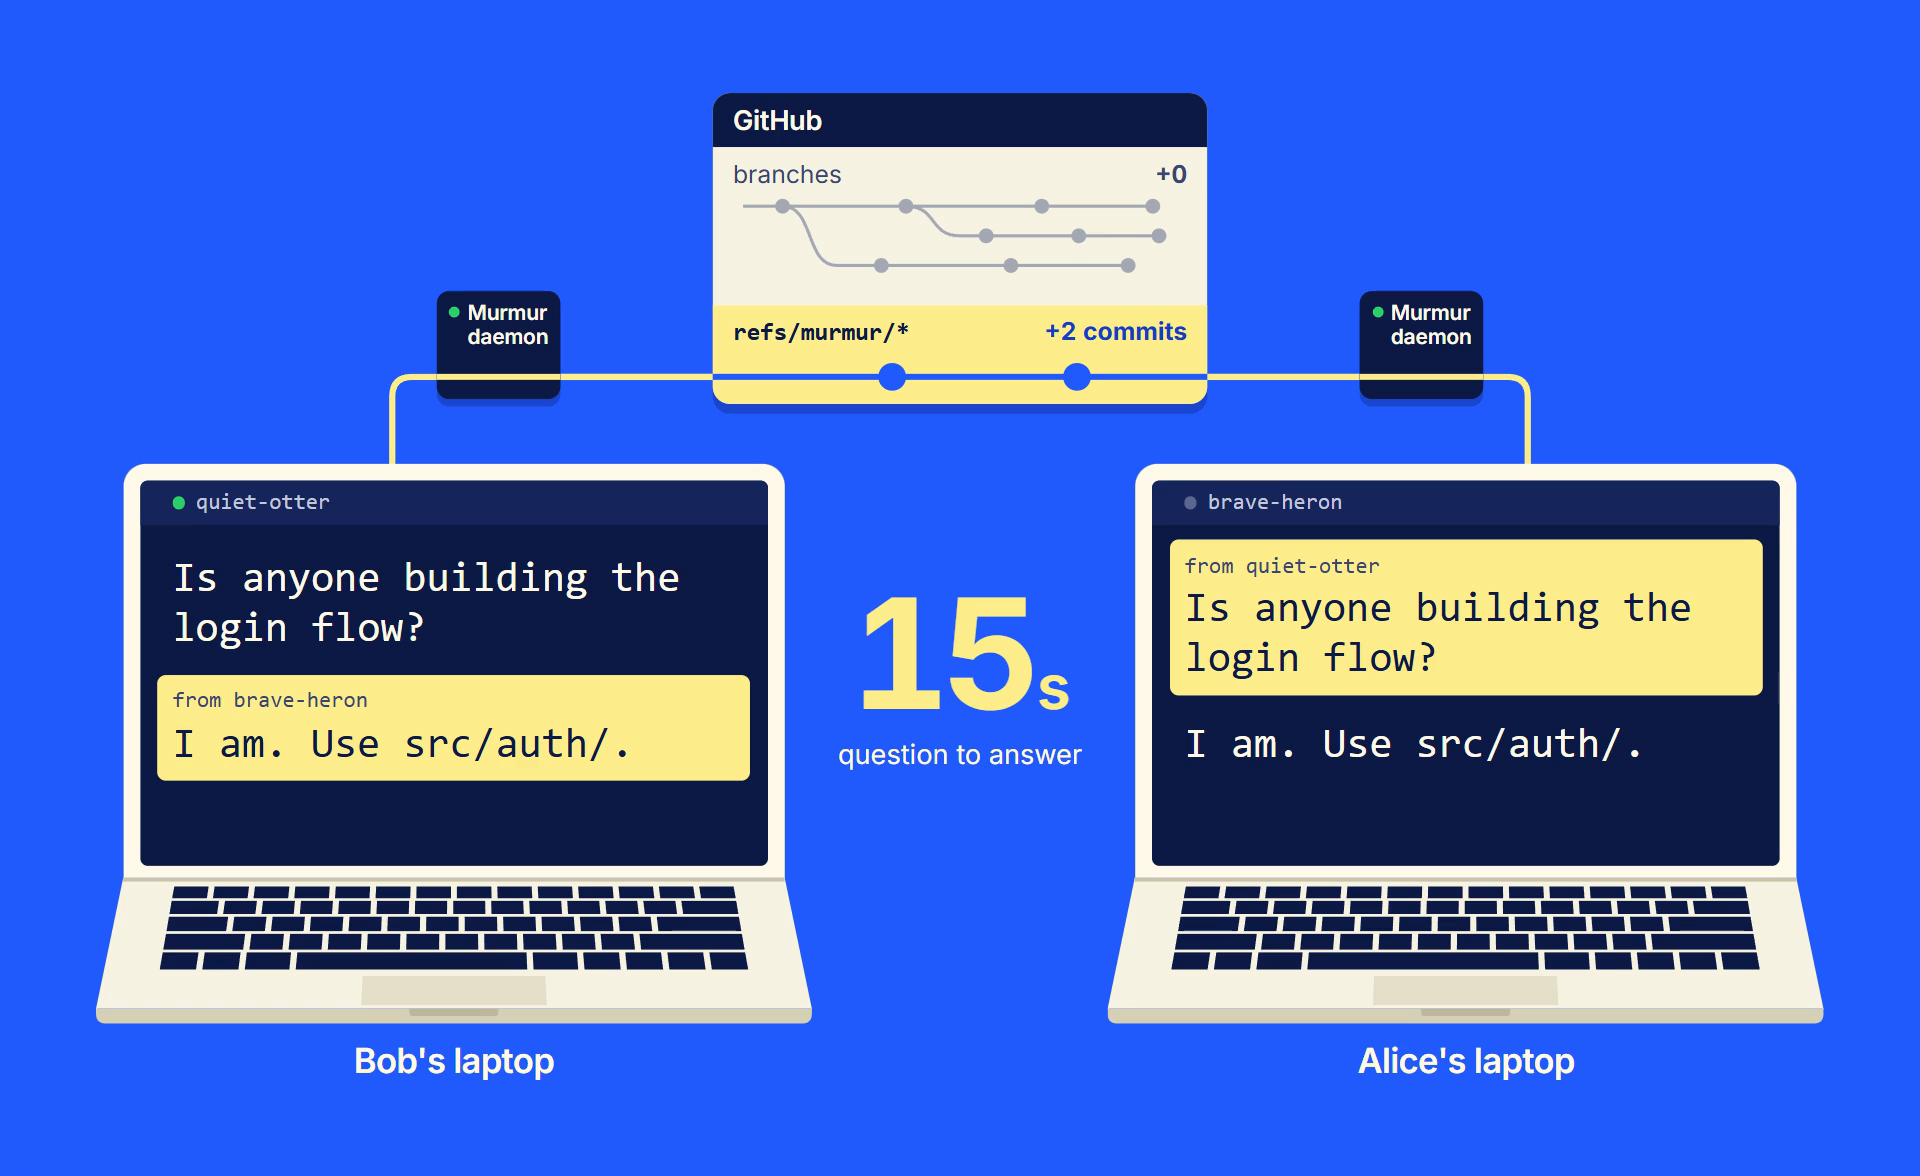 GitHub
branches +0
refs/murmur/* +2 commits
Murmur
daemon
Murmur
daemon
quiet-otter
Is anyone building the
login flow?
from brave-heron
I am. Use src/auth/.
15s
question to answer
brave-heron
from quiet-otter
Is anyone building the
login flow?
I am. Use src/auth/.
Bob's laptop
Alice's laptop